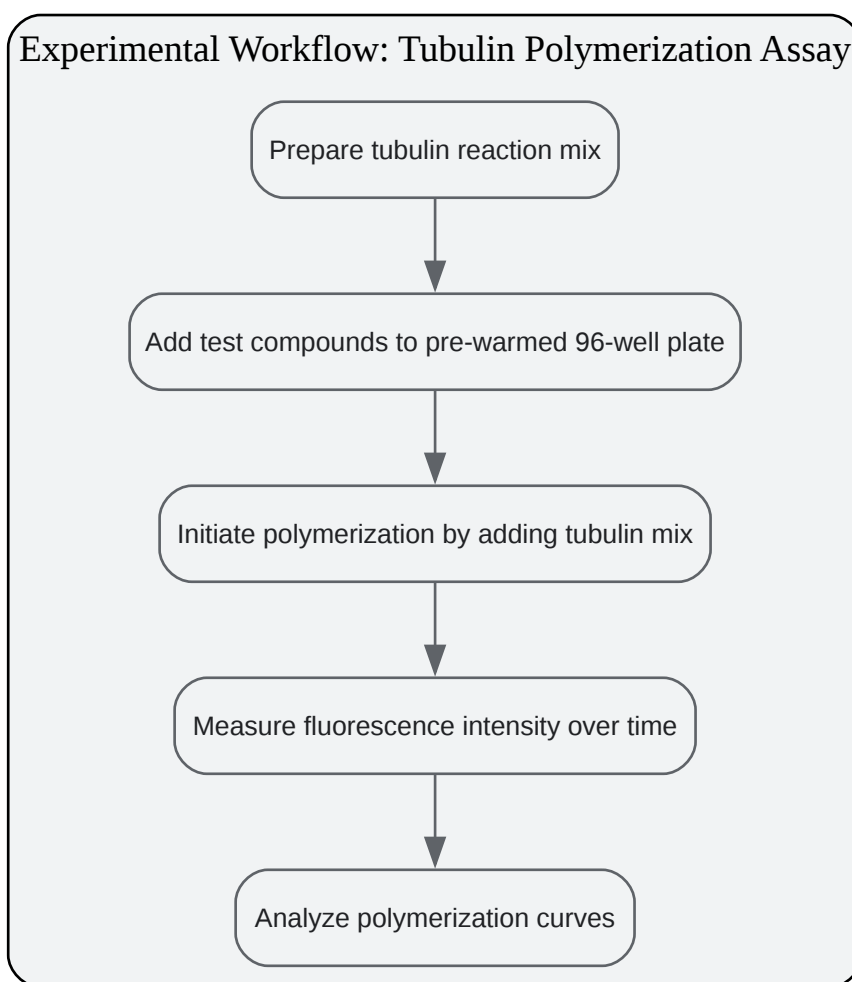 Experimental Workflow: Tubulin Polymerization Assay
Prepare tubulin reaction mix
Add test compounds to pre-warmed 96-well plate
Initiate polymerization by adding tubulin mix
Measure fluorescence intensity over time
Analyze polymerization curves